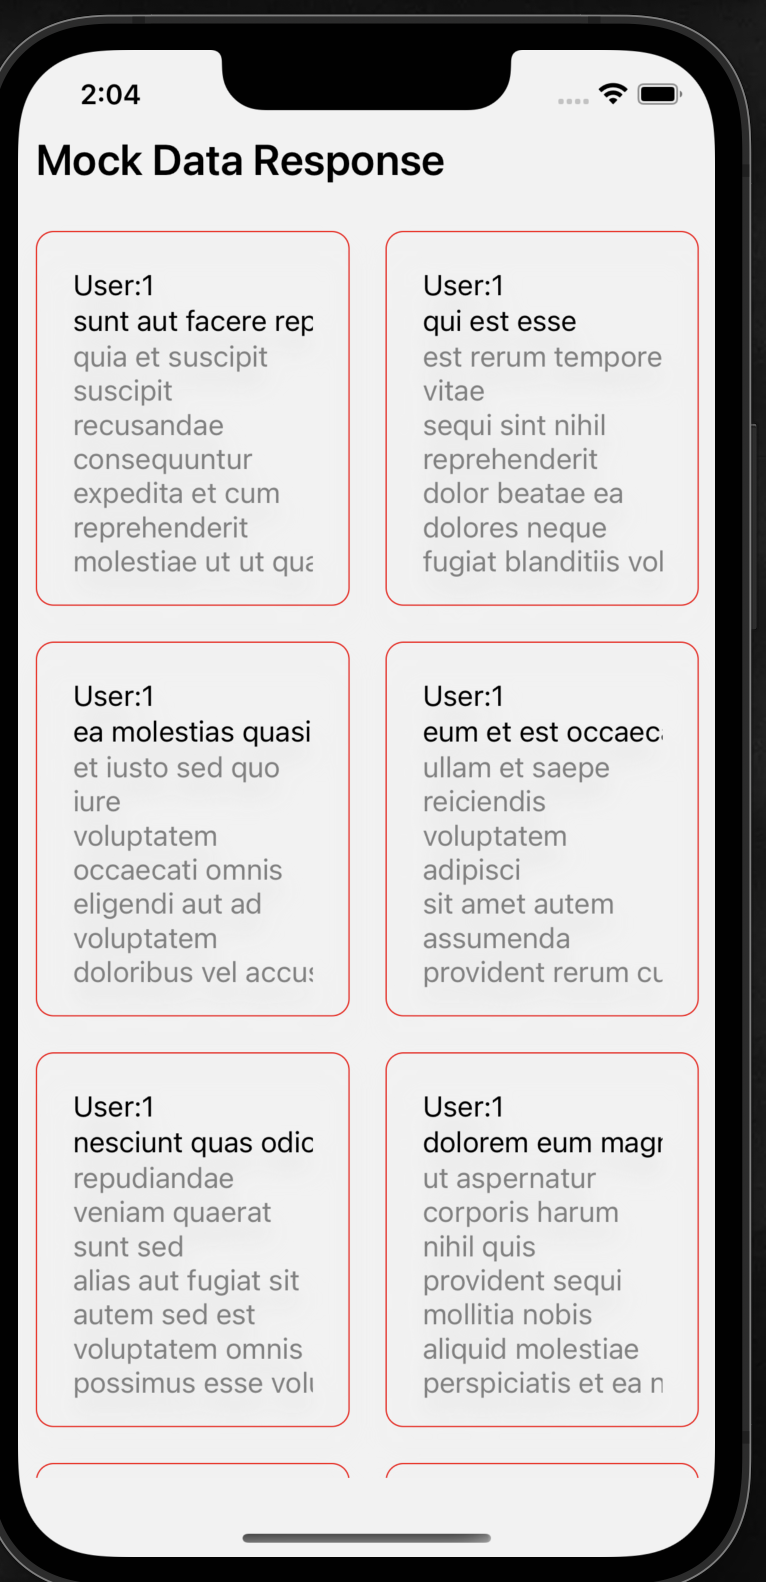 2:04
Mock Data Response
User:1
sunt aut facere rep
quia et suscipit
suscipit
recusandae
consequuntur
expedita et cum
reprehenderit
molestiae ut ut qua
User:1
qui est esse
est rerum tempore
vitae
sequi sint nihil
reprehenderit
dolor beatae ea
dolores neque
fugiat blanditiis vol
User:1
ea molestias quasi
et iusto sed quo
iure
voluptatem
occaecati omnis
eligendi aut ad
voluptatem
doloribus vel accus
User:1
eum et est occaeca
ullam et saepe
reiciendis
voluptatem
adipisci
sit amet autem
assumenda
provident rerum cu
User:1
nesciunt quas odio
repudiandae
veniam quaerat
sunt sed
alias aut fugiat sit
autem sed est
voluptatem omnis
possimus esse volu
User:1
dolorem eum magn
ut aspernatur
corporis harum
nihil quis
provident sequi
mollitia nobis
aliquid molestiae
perspiciatis et ea n